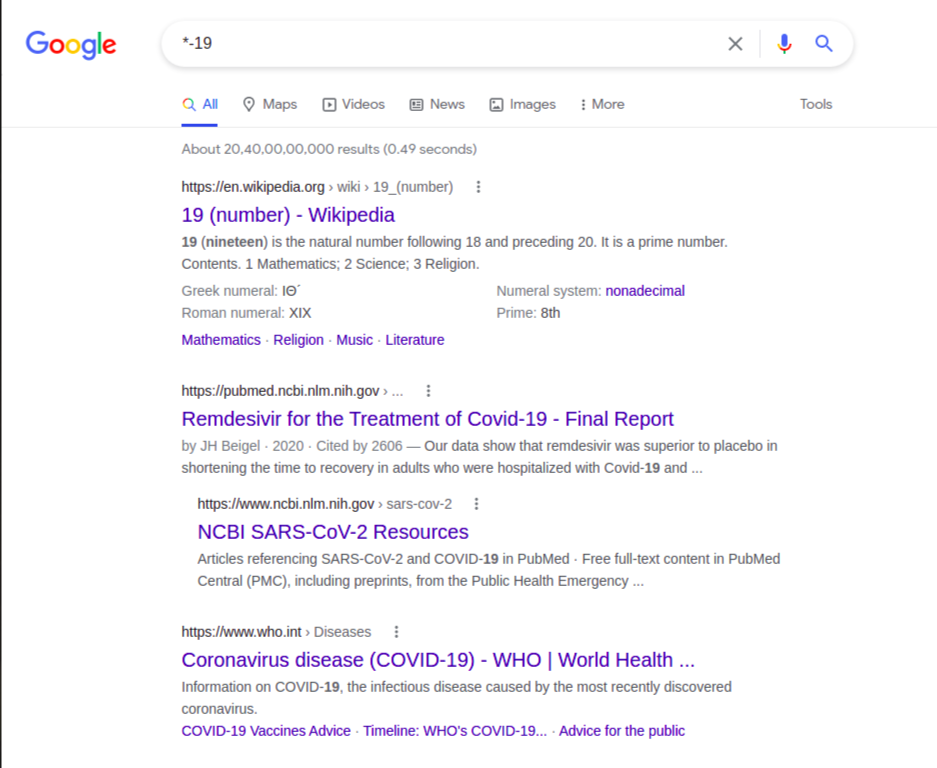 Google
*-19
All Maps Videos News Images More Tools
About 20,40,00,00,000 results (0.49 seconds)
https://en.wikipedia.org › wiki › 19_(number)
19 (number) - Wikipedia
19 (nineteen) is the natural number following 18 and preceding 20. It is a prime number.
Contents. 1 Mathematics; 2 Science; 3 Religion.
Greek numeral: ΙΘ´ Numeral system: nonadecimal
Roman numeral: XIX Prime: 8th
Mathematics · Religion · Music · Literature
https://pubmed.ncbi.nlm.nih.gov › ...
Remdesivir for the Treatment of Covid-19 - Final Report
by JH Beigel · 2020 · Cited by 2606 — Our data show that remdesivir was superior to placebo in
shortening the time to recovery in adults who were hospitalized with Covid-19 and ...
https://www.ncbi.nlm.nih.gov › sars-cov-2
NCBI SARS-CoV-2 Resources
Articles referencing SARS-CoV-2 and COVID-19 in PubMed · Free full-text content in PubMed
Central (PMC), including preprints, from the Public Health Emergency ...
https://www.who.int › Diseases
Coronavirus disease (COVID-19) - WHO | World Health ...
Information on COVID-19, the infectious disease caused by the most recently discovered
coronavirus.
COVID-19 Vaccines Advice · Timeline: WHO's COVID-19... · Advice for the public